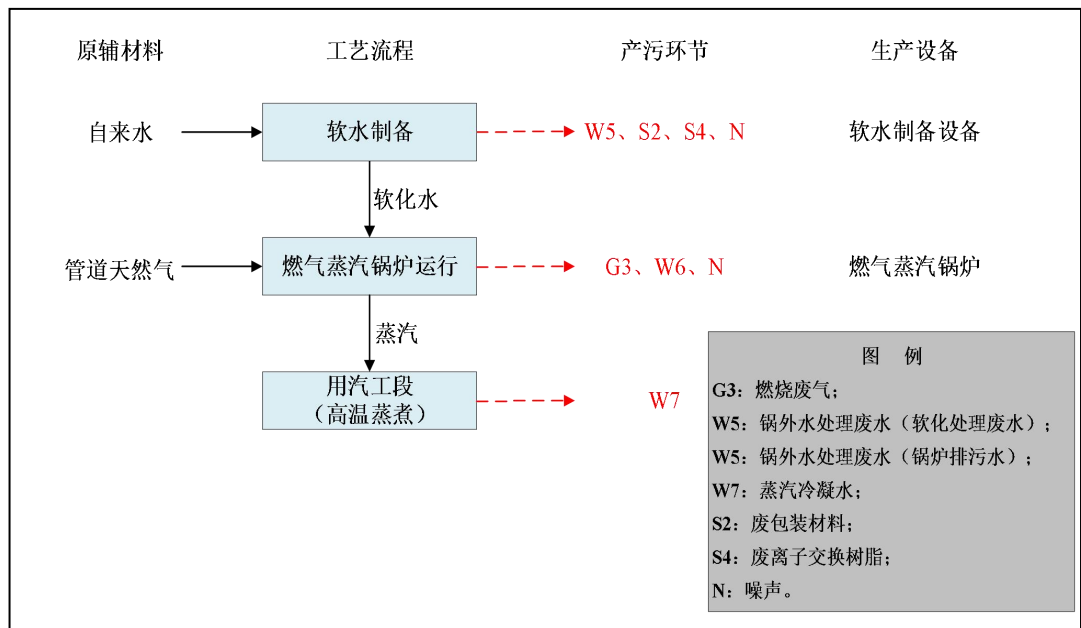 原辅材料 工艺流程 产污环节 生产设备
自来水 软水制备 W5、S2、S4、N 软水制备设备
软化水
管道天然气 燃气蒸汽锅炉运行 G3、W6、N 燃气蒸汽锅炉
蒸汽
用汽工段
（高温蒸煮）
W7
图 例
G3：燃烧废气；
W5：锅外水处理废水（软化处理废水）；
W5：锅外水处理废水（锅炉排污水）；
W7：蒸汽冷凝水；
S2：废包装材料；
S4：废离子交换树脂；
N：噪声。